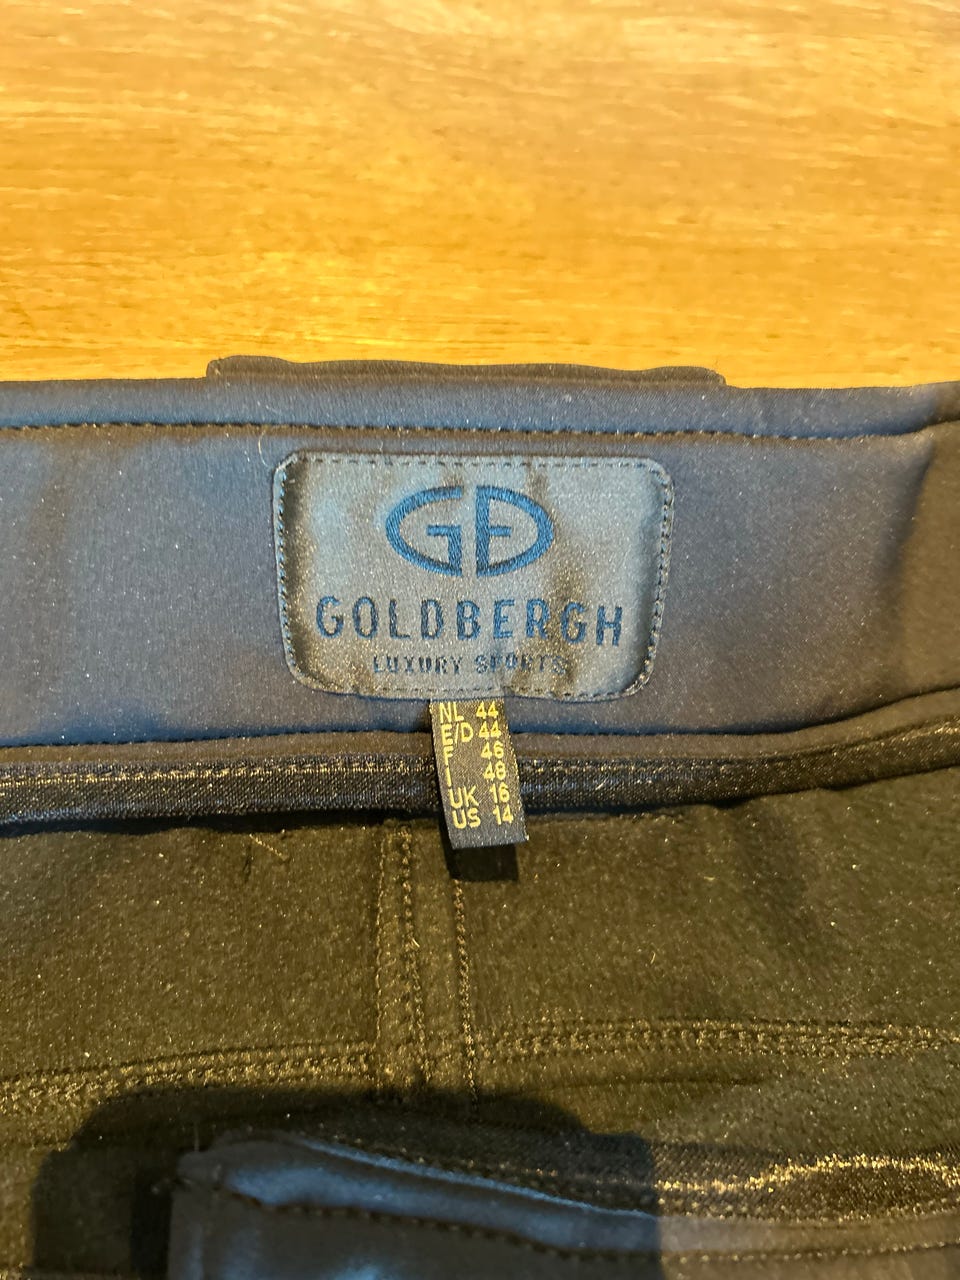 GB
GOLDBERGH
LUXURY SPORTS
NL 44
E/D 44
F 46
I 48
UK 16
US 14